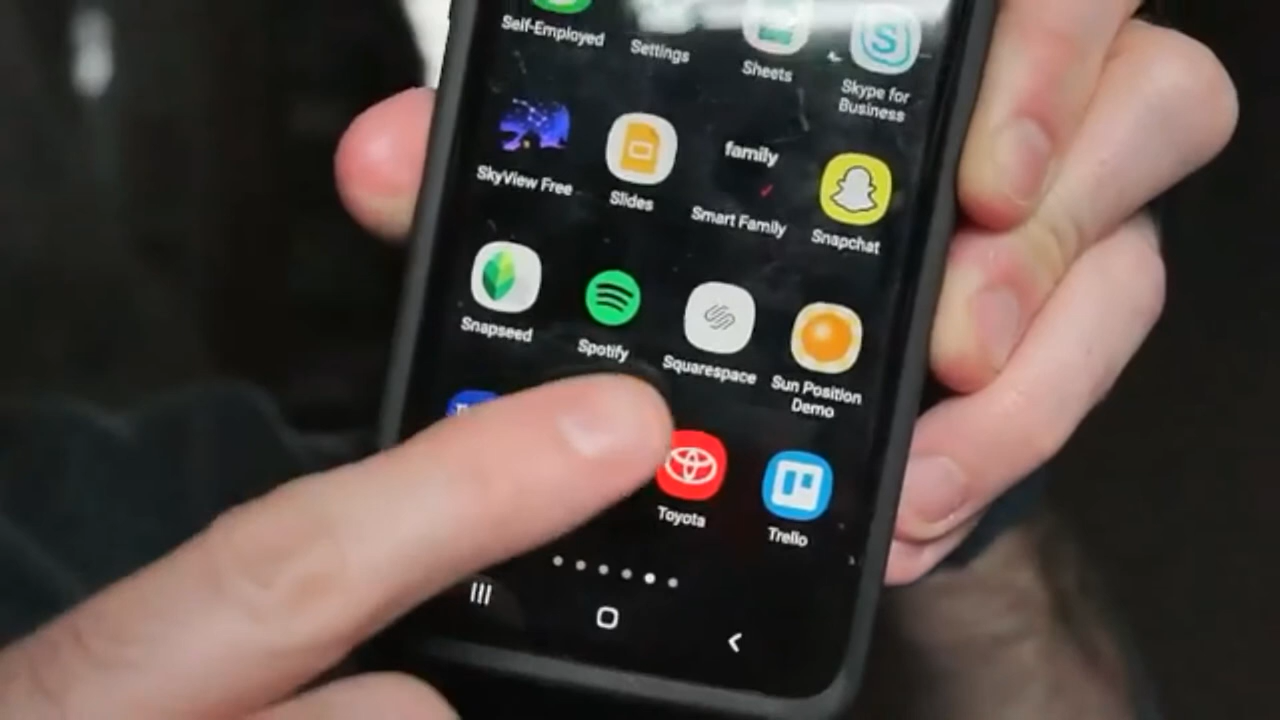 Self-Employed
Settings
Sheets
Skype for
Business
SkyView Free
Slides
family
Smart Family
Snapchat
Snapseed
Spotify
Squarespace
Sun Position
Demo
Toyota
Trello